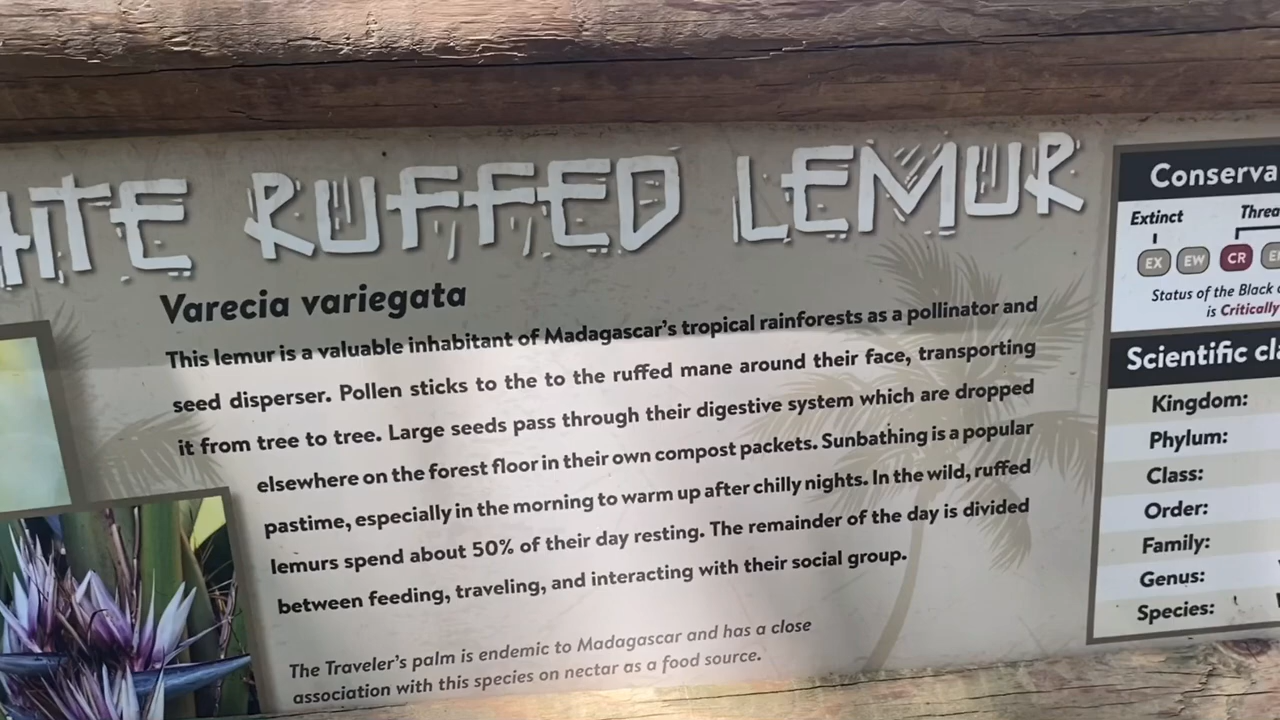 RUFFED LEMUR
Varecia variegata
This lemur is a valuable inhabitant of Madagascar's tropical rainforests as a pollinator and
seed disperser. Pollen sticks to the to the ruffed mane around their face, transporting
it from tree to tree. Large seeds pass through their digestive system which are dropped
elsewhere on the forest floor in their own compost packets. Sunbathing is a popular
pastime, especially in the morning to warm up after chilly nights. In the wild, ruffed
lemurs spend about 50% of their day resting. The remainder of the day is divided
between feeding, traveling, and interacting with their social group.
The Traveler's palm is endemic to Madagascar and has a close
association with this species on nectar as a food source.
Extinct
EX EW CR
Status of the Black
is Critically
Scientific
Kingdom:
Phylum:
Class:
Order:
Family:
Genus:
Species: